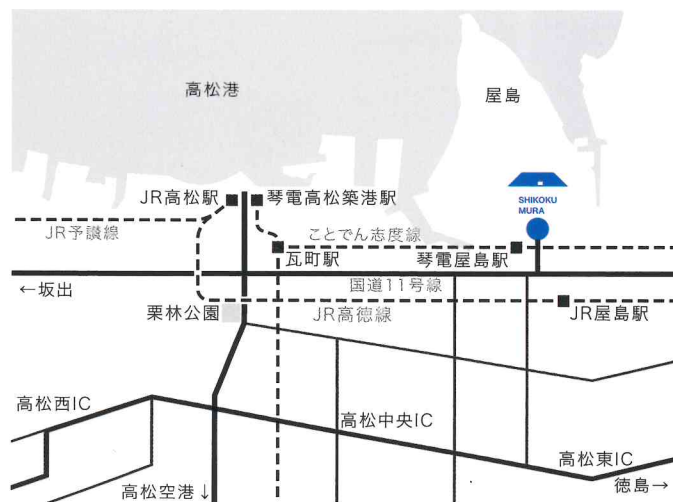 高松港
屋島
SHIKOKU
MURA
JR高松駅
琴電高松築港駅
JR予讃線
ことでん志度線
瓦町駅
琴電屋島駅
←坂出
国道11号線
栗林公園
JR高徳線
JR屋島駅
高松西IC
高松中央IC
高松東IC
高松空港↓
徳島→